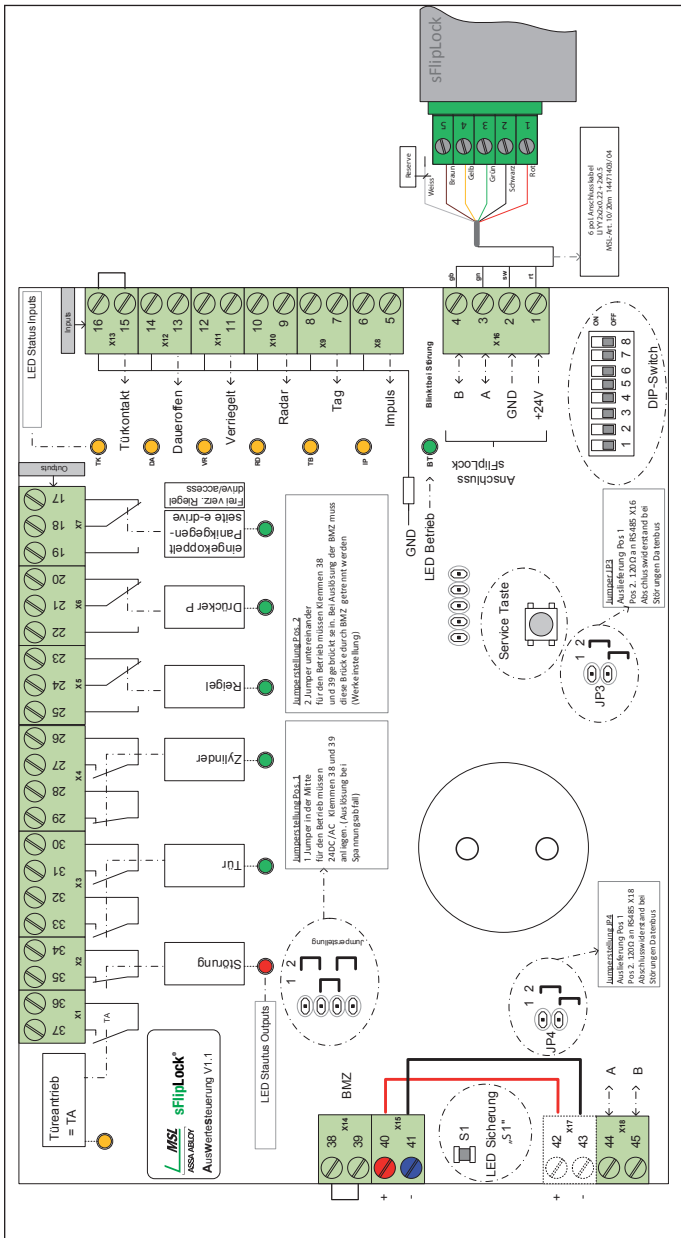 Türeantrieb
= TA
MSL
ASSA ABLOY
sFlipLock®
AusWertesteuerung V1.1
Outputs
37
36
35
34
33
32
31
30
29
28
27
26
25
24
23
22
21
20
19
18
17
X1
X2
X3
X4
X5
X6
X7
TA
Störung
Tür
Zylinder
Reigel
Drücker P
eingekoppelt
Panikgegen-
seite e-drive
Frei verz. Riegel
drive/access
LED Stautus Outputs
LED Status Inputs
Inputs
16
15
14
13
12
11
10
9
8
7
6
5
X13
X12
X11
X10
X9
X8
TK
DA
VR
RD
TB
IP
Türkontakt
Daueroffen
Verriegelt
Radar
Tag
Impuls
GND
LED Betrieb
BT
Blinkt bei Störung
Anschluss
sFlipLock
B
A
GND
+24V
4
3
2
1
X16
gb
gn
sw
rt
Reserve
Weiss
Braun
Gelb
Grün
Schwarz
Rot
5
4
3
2
1
sFlipLock
6 pol. Anschlusskabel
LIYY 2x2x0.22 + 2x0.5
MSL-Art. 10/20m 14471403/04
ON
OFF
1 2 3 4 5 6 7 8
DIP-Switch
Service Taste
Jumper JP3
Auslieferung Pos 1
Pos 2. 120Ω an RS485 X16
Abschlusswiderstand bei
Störungen Datenbus
JP3
1 2
Jumperstellung Pos. 2
2 Jumper untereinander
für den Betrieb müssen Klemmen 38
und 39 gebrückt sein. Bei Auslösung der BMZ muss
diese Brücke durch BMZ getrennt werden
(Werkeinstellung)
Jumperstellung Pos. 1
1 Jumper in der Mitte
für den Betrieb müssen
24DC/AC Klemmen 38 und 39
anliegen. (Auslösung bei
Spannungsabfall)
Jumperstellung
1 2
Jumperstellung JP4
Auslieferung Pos 1
Pos 2. 120Ω an RS485 X18
Abschlusswiderstand bei
Störungen Datenbus
JP4
1 2
BMZ
38
39
40
41
X14
X15
+
-
S1
LED Sicherung
„S1"
42
43
44
45
X17
X18
+
-
A
B